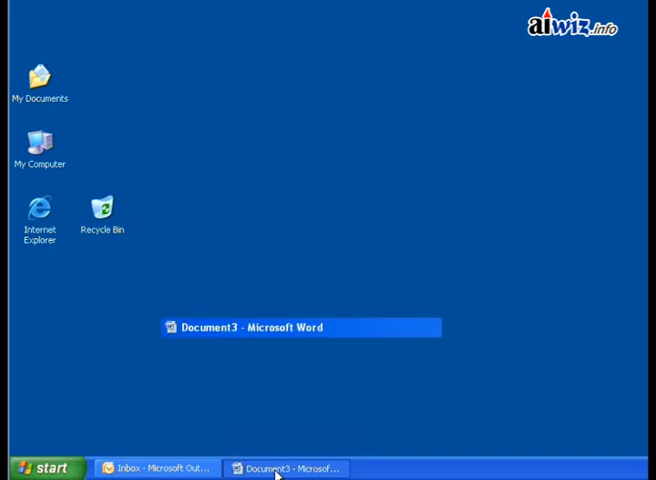 aiwiz.info
My Documents
My Computer
Internet
Explorer
Recycle Bin
Document3 - Microsoft Word
start
Inbox - Microsoft Out...
Document3 - Microsof...